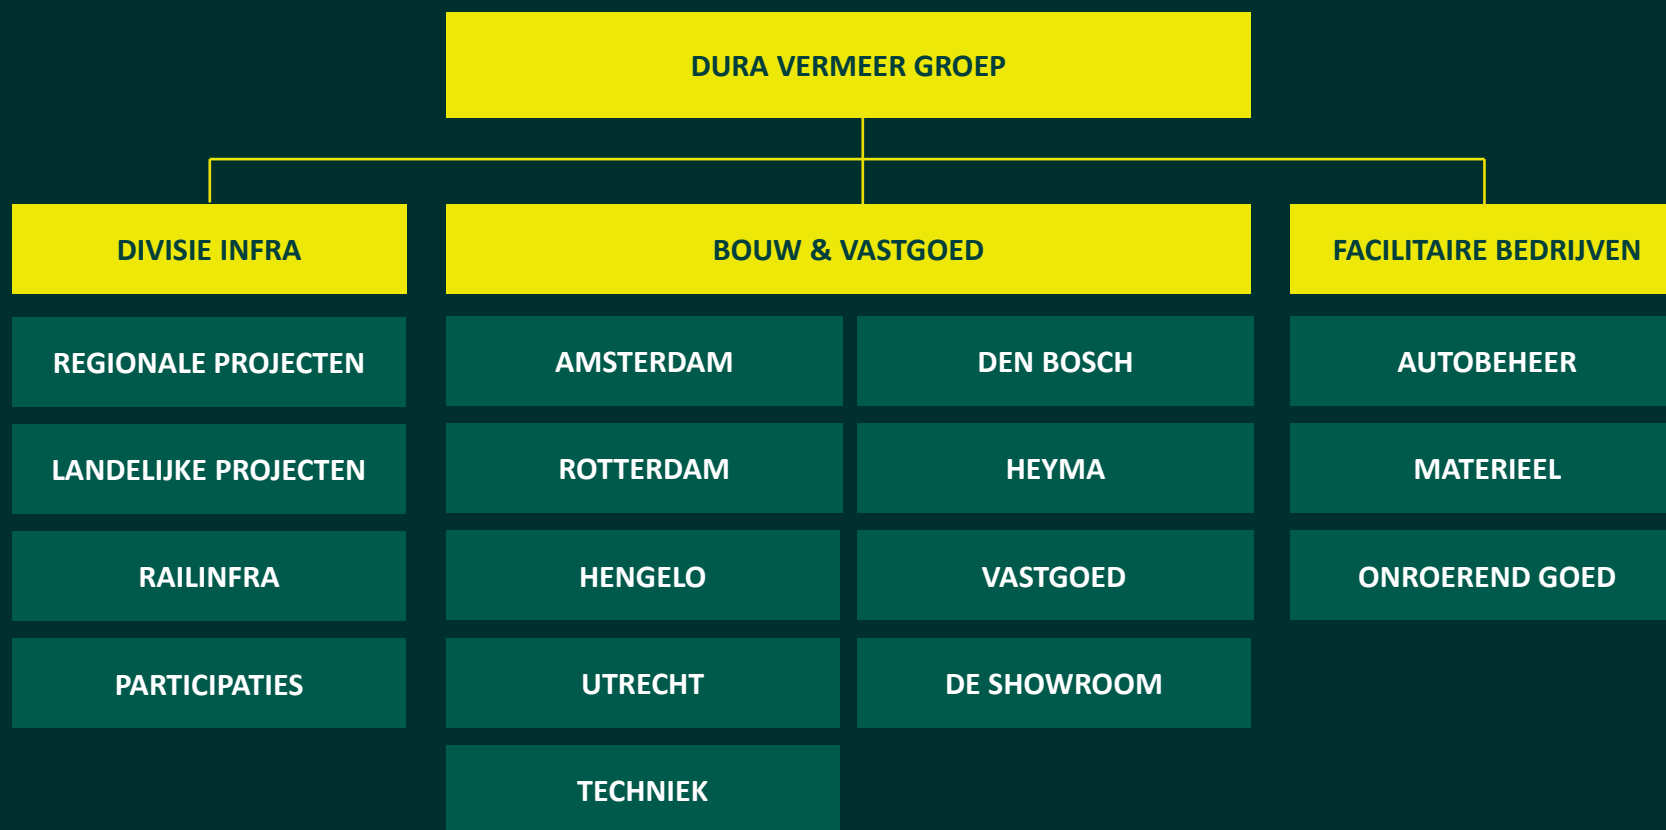 DURA VERMEER GROEP
DIVISIE INFRA
BOUW & VASTGOED
FACILITAIRE BEDRIJVEN
REGIONALE PROJECTEN
LANDELIJKE PROJECTEN
RAILINFRA
PARTICIPATIES
AMSTERDAM
ROTTERDAM
HENGELO
UTRECHT
TECHNIEK
DEN BOSCH
HEYMA
VASTGOED
DE SHOWROOM
AUTOBEHEER
MATERIEEL
ONROEREND GOED